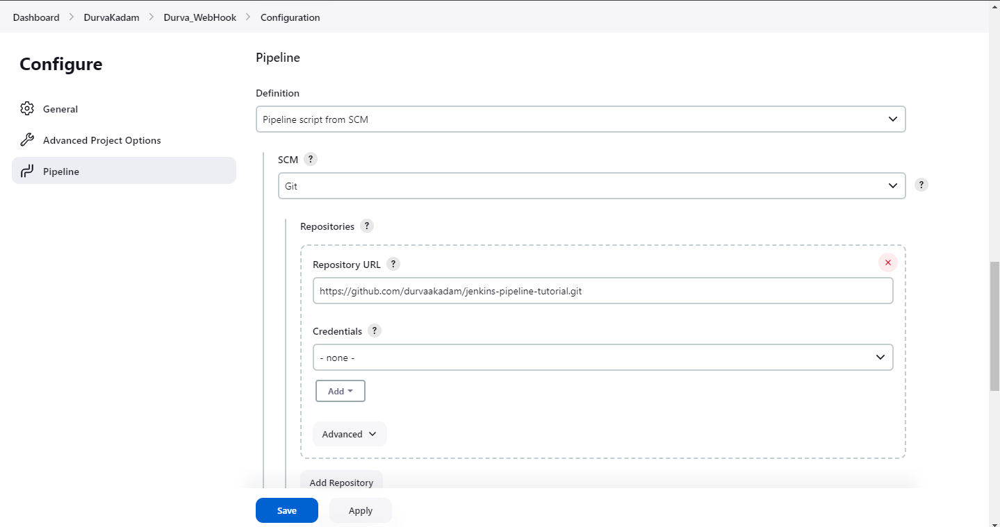 Dashboard > DurvaKadam > Durva_WebHook > Configuration
Configure
General
Advanced Project Options
Pipeline
Pipeline
Definition
Pipeline script from SCM
SCM ?
Git
?
Repositories ?
Repository URL ?
https://github.com/durvaakadam/jenkins-pipeline-tutorial.git
Credentials ?
- none -
Add
Advanced
Add Repository
Save Apply